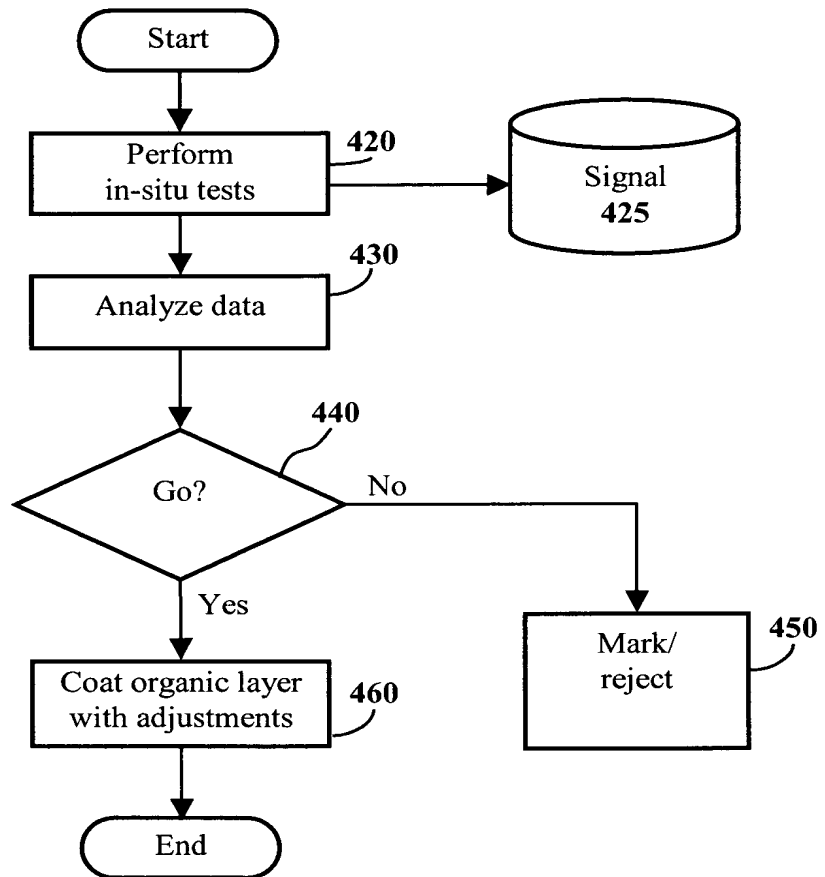 Start
Perform
in-situ tests
420
Signal
425
Analyze data
430
Go?
440
No
Yes
Mark/
reject
450
Coat organic layer
with adjustments
460
End